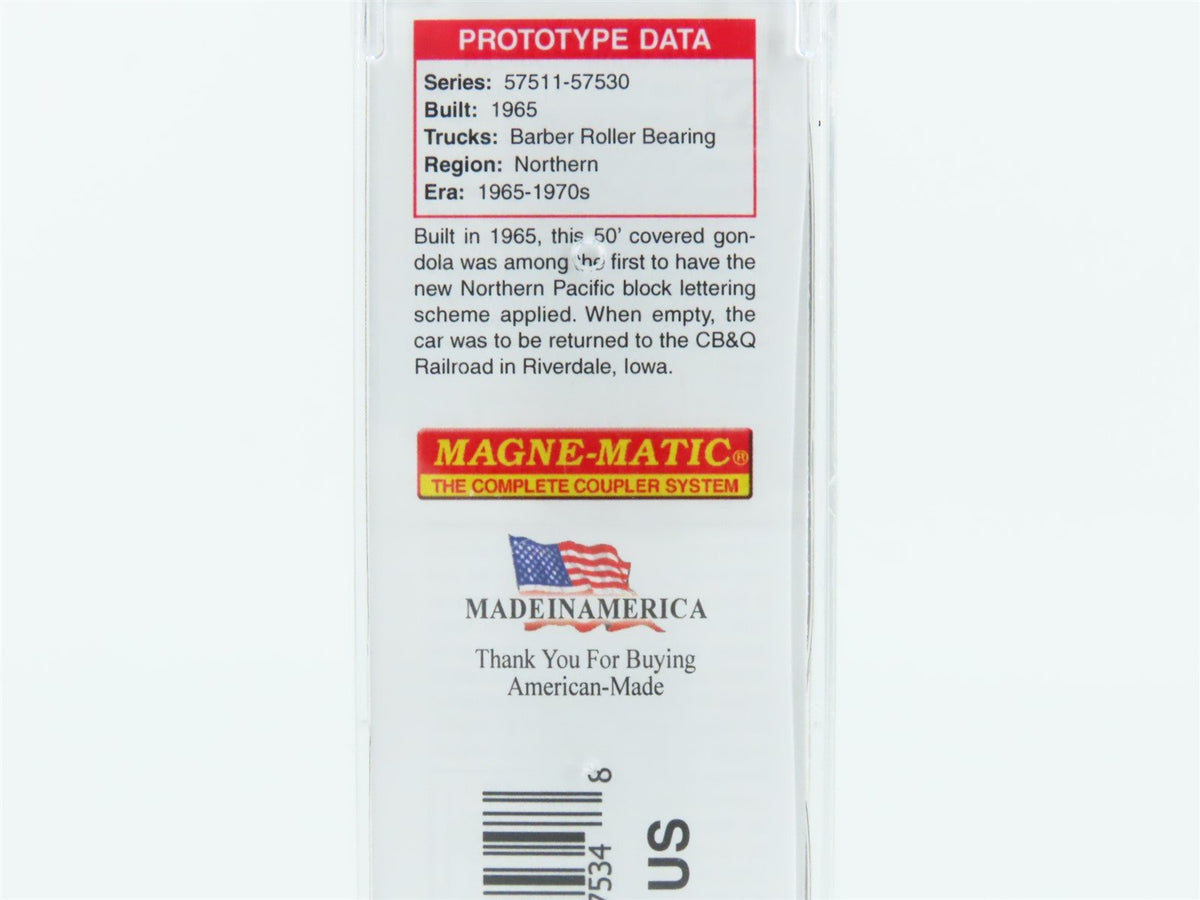 PROTOTYPE DATA
Series: 57511-57530
Built: 1965
Trucks: Barber Roller Bearing
Region: Northern
Era: 1965-1970s
Built in 1965, this 50' covered gon-
dola was among the first to have the
new Northern Pacific block lettering
scheme applied. When empty, the
car was to be returned to the CB&Q
Railroad in Riverdale, Iowa.
MAGNE-MATIC®
THE COMPLETE COUPLER SYSTEM
MADEINAMERICA
Thank You For Buying
American-Made
7534 8
US